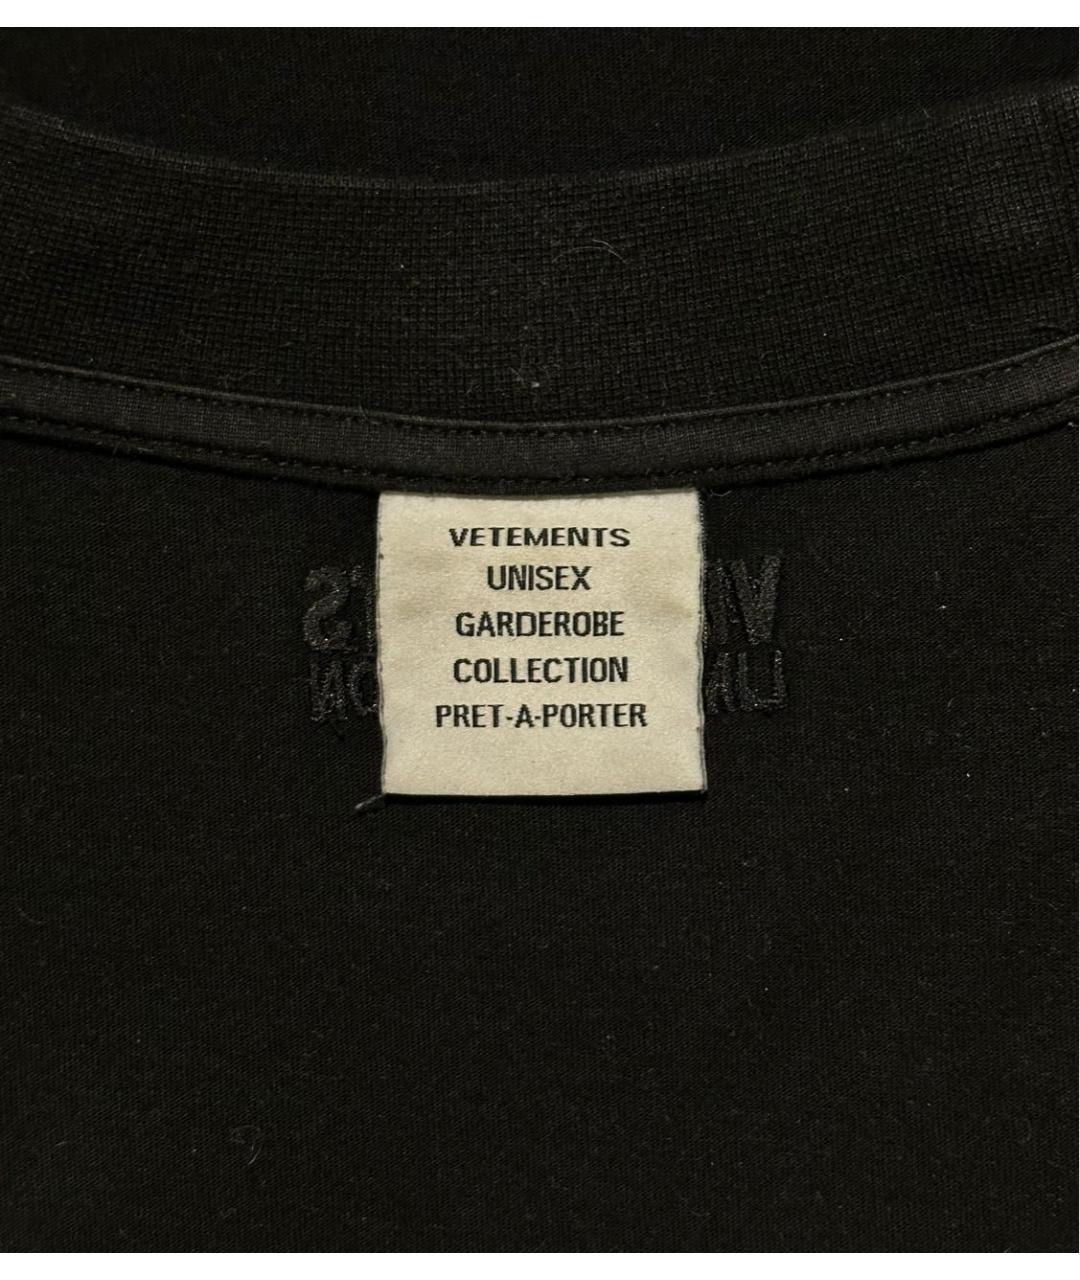 VETEMENTS
UNISEX
GARDEROBE
COLLECTION
PRET-A-PORTER